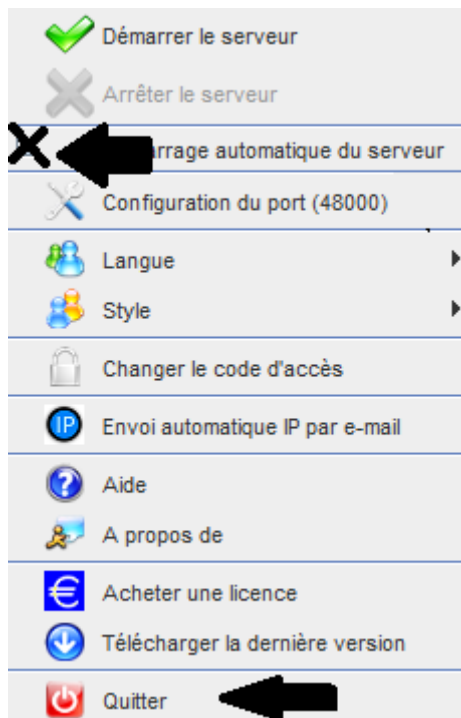 Démarrer le serveur
Arrêter le serveur
automatique du serveur
Configuration du port (48000)
Langue
Style
Changer le code d'accès
IP Envoi automatique IP par e-mail
? Aide
A propos de
€ Acheter une licence
Télécharger la dernière version
Quitter